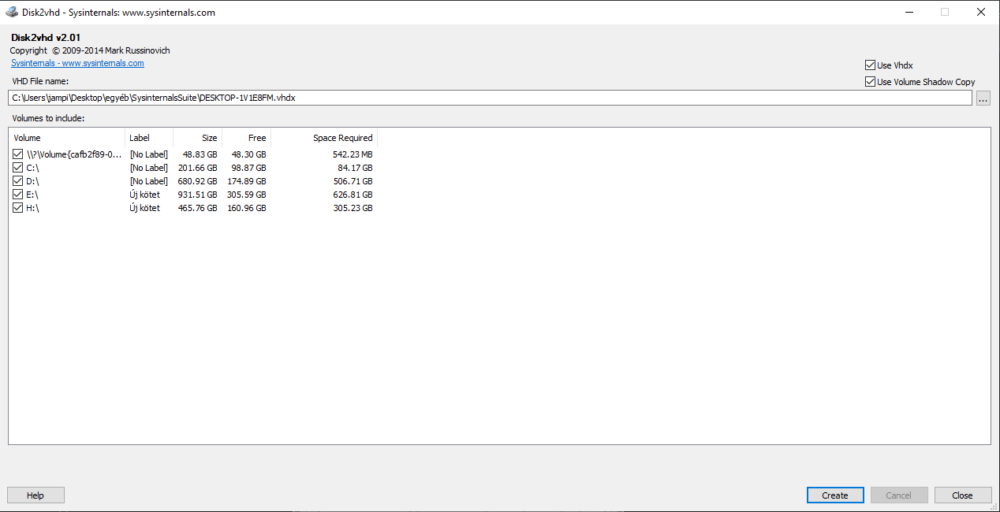 Disk2vhd - Sysinternals: www.sysinternals.com
Disk2vhd v2.01
Copyright © 2009-2014 Mark Russinovich
Sysinternals - www.sysinternals.com
Use Vhdx
VHD File name:
Use Volume Shadow Copy
C:\Users\jampi\Desktop\egyéb\SysinternalsSuite\DESKTOP-1V1E8FM.vhdx
...
Volumes to include:
Volume Label Size Free Space Required
\\?\Volume{cafb2f89-0... [No Label] 48.83 GB 48.30 GB 542.23 MB
C:\ [No Label] 201.66 GB 98.87 GB 84.17 GB
D:\ [No Label] 680.92 GB 174.89 GB 506.71 GB
E:\ Új kötet 931.51 GB 305.59 GB 626.81 GB
H:\ Új kötet 465.76 GB 160.96 GB 305.23 GB
Help Create Cancel Close